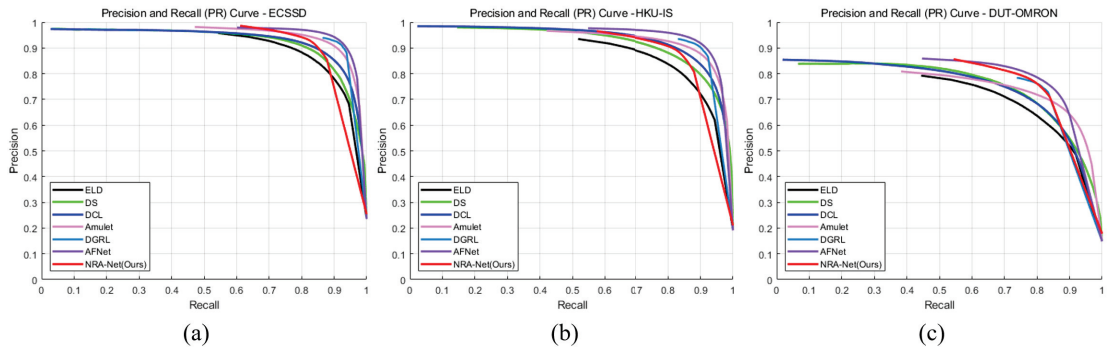 Precision and Recall (PR) Curve - ECSSD
1
0.9
0.8
0.7
0.6
0.5
0.4
0.3
0.2
0.1
0
Precision
ELD
DS
DCL
Amulet
DGRL
AFNet
NRA-Net(Ours)
0 0.1 0.2 0.3 0.4 0.5 0.6 0.7 0.8 0.9 1
Recall
(a)
Precision and Recall (PR) Curve -HKU-IS
1
0.9
0.8
0.7
0.6
0.5
0.4
0.3
0.2
0.1
0
Precision
ELD
DS
DCL
Amulet
DGRL
AFNet
NRA-Net(Ours)
0 0.1 0.2 0.3 0.4 0.5 0.6 0.7 0.8 0.9 1
Recall
(b)
Precision and Recall (PR) Curve - DUT-OMRON
1
0.9
0.8
0.7
0.6
0.5
0.4
0.3
0.2
0.1
0
Precision
ELD
DS
DCL
Amulet
DGRL
AFNet
NRA-Net(Ours)
0 0.1 0.2 0.3 0.4 0.5 0.6 0.7 0.8 0.9 1
Recall
(c)